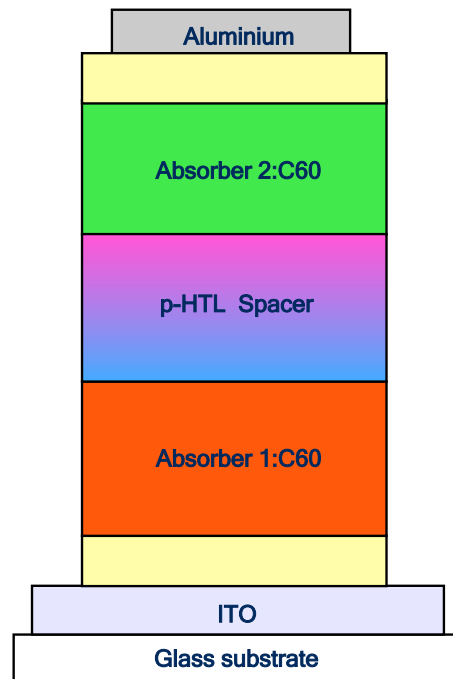 Aluminium
Absorber 2:C60
p-HTL Spacer
Absorber 1:C60
ITO
Glass substrate